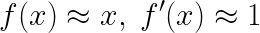 f(x) ≈ x, f′(x) ≈ 1